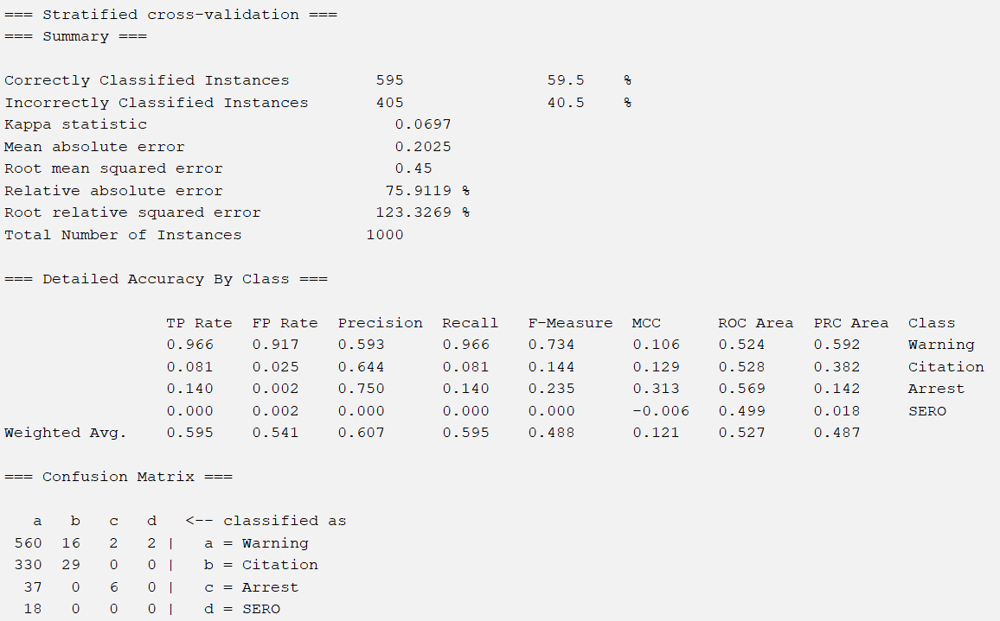 === Stratified cross-validation ===
=== Summary ===
Correctly Classified Instances 595 59.5 %
Incorrectly Classified Instances 405 40.5 %
Kappa statistic 0.0697
Mean absolute error 0.2025
Root mean squared error 0.45
Relative absolute error 75.9119 %
Root relative squared error 123.3269 %
Total Number of Instances 1000
=== Detailed Accuracy By Class ===
TP Rate FP Rate Precision Recall F-Measure MCC ROC Area PRC Area Class
0.966 0.917 0.593 0.966 0.734 0.106 0.524 0.592 Warning
0.081 0.025 0.644 0.081 0.144 0.129 0.528 0.382 Citation
0.140 0.002 0.750 0.140 0.235 0.313 0.569 0.142 Arrest
0.000 0.002 0.000 0.000 0.000 -0.006 0.499 0.018 SERO
Weighted Avg. 0.595 0.541 0.607 0.595 0.488 0.121 0.527 0.487
=== Confusion Matrix ===
a b c d <-- classified as
560 16 2 2 | a = Warning
330 29 0 0 | b = Citation
37 0 6 0 | c = Arrest
18 0 0 0 | d = SERO